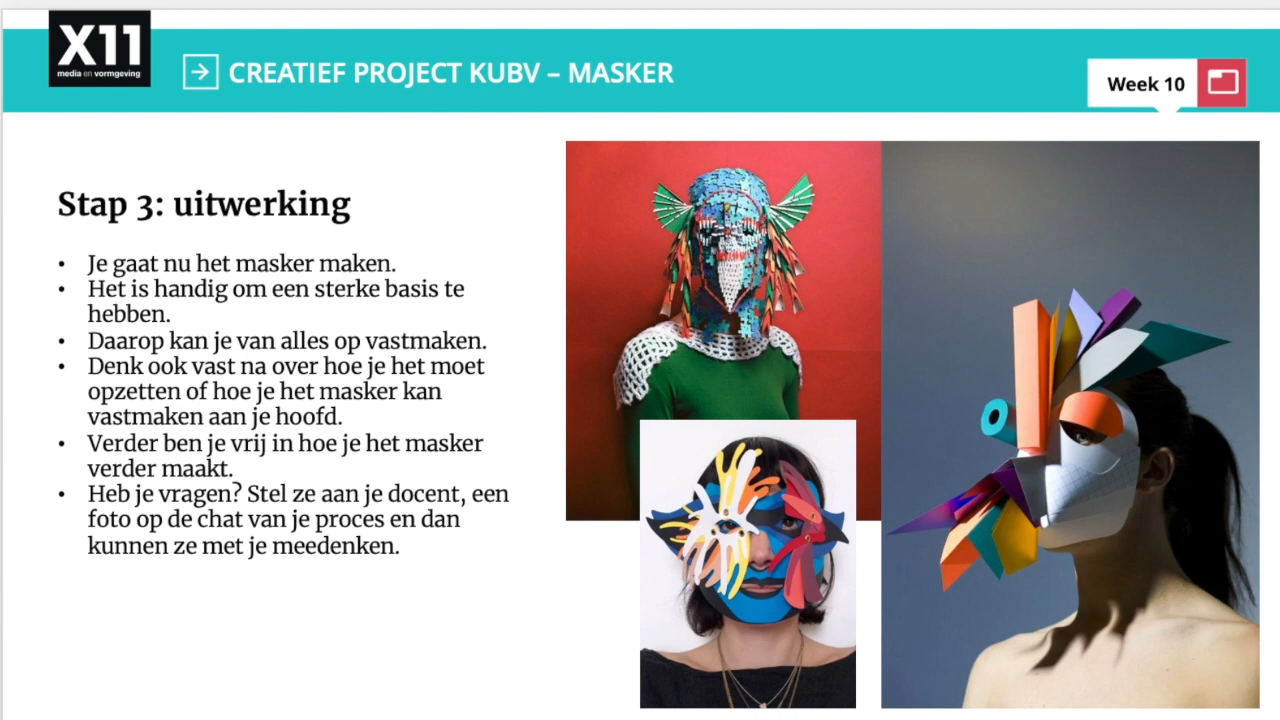 X11
media en vormgeving
CREATIEF PROJECT KUBV – MASKER
Week 10
Stap 3: uitwerking
• Je gaat nu het masker maken.
• Het is handig om een sterke basis te
hebben.
• Daarop kan je van alles op vastmaken.
• Denk ook vast na over hoe je het moet
opzetten of hoe je het masker kan
vastmaken aan je hoofd.
• Verder ben je vrij in hoe je het masker
verder maakt.
• Heb je vragen? Stel ze aan je docent, een
foto op de chat van je proces en dan
kunnen ze met je meedenken.